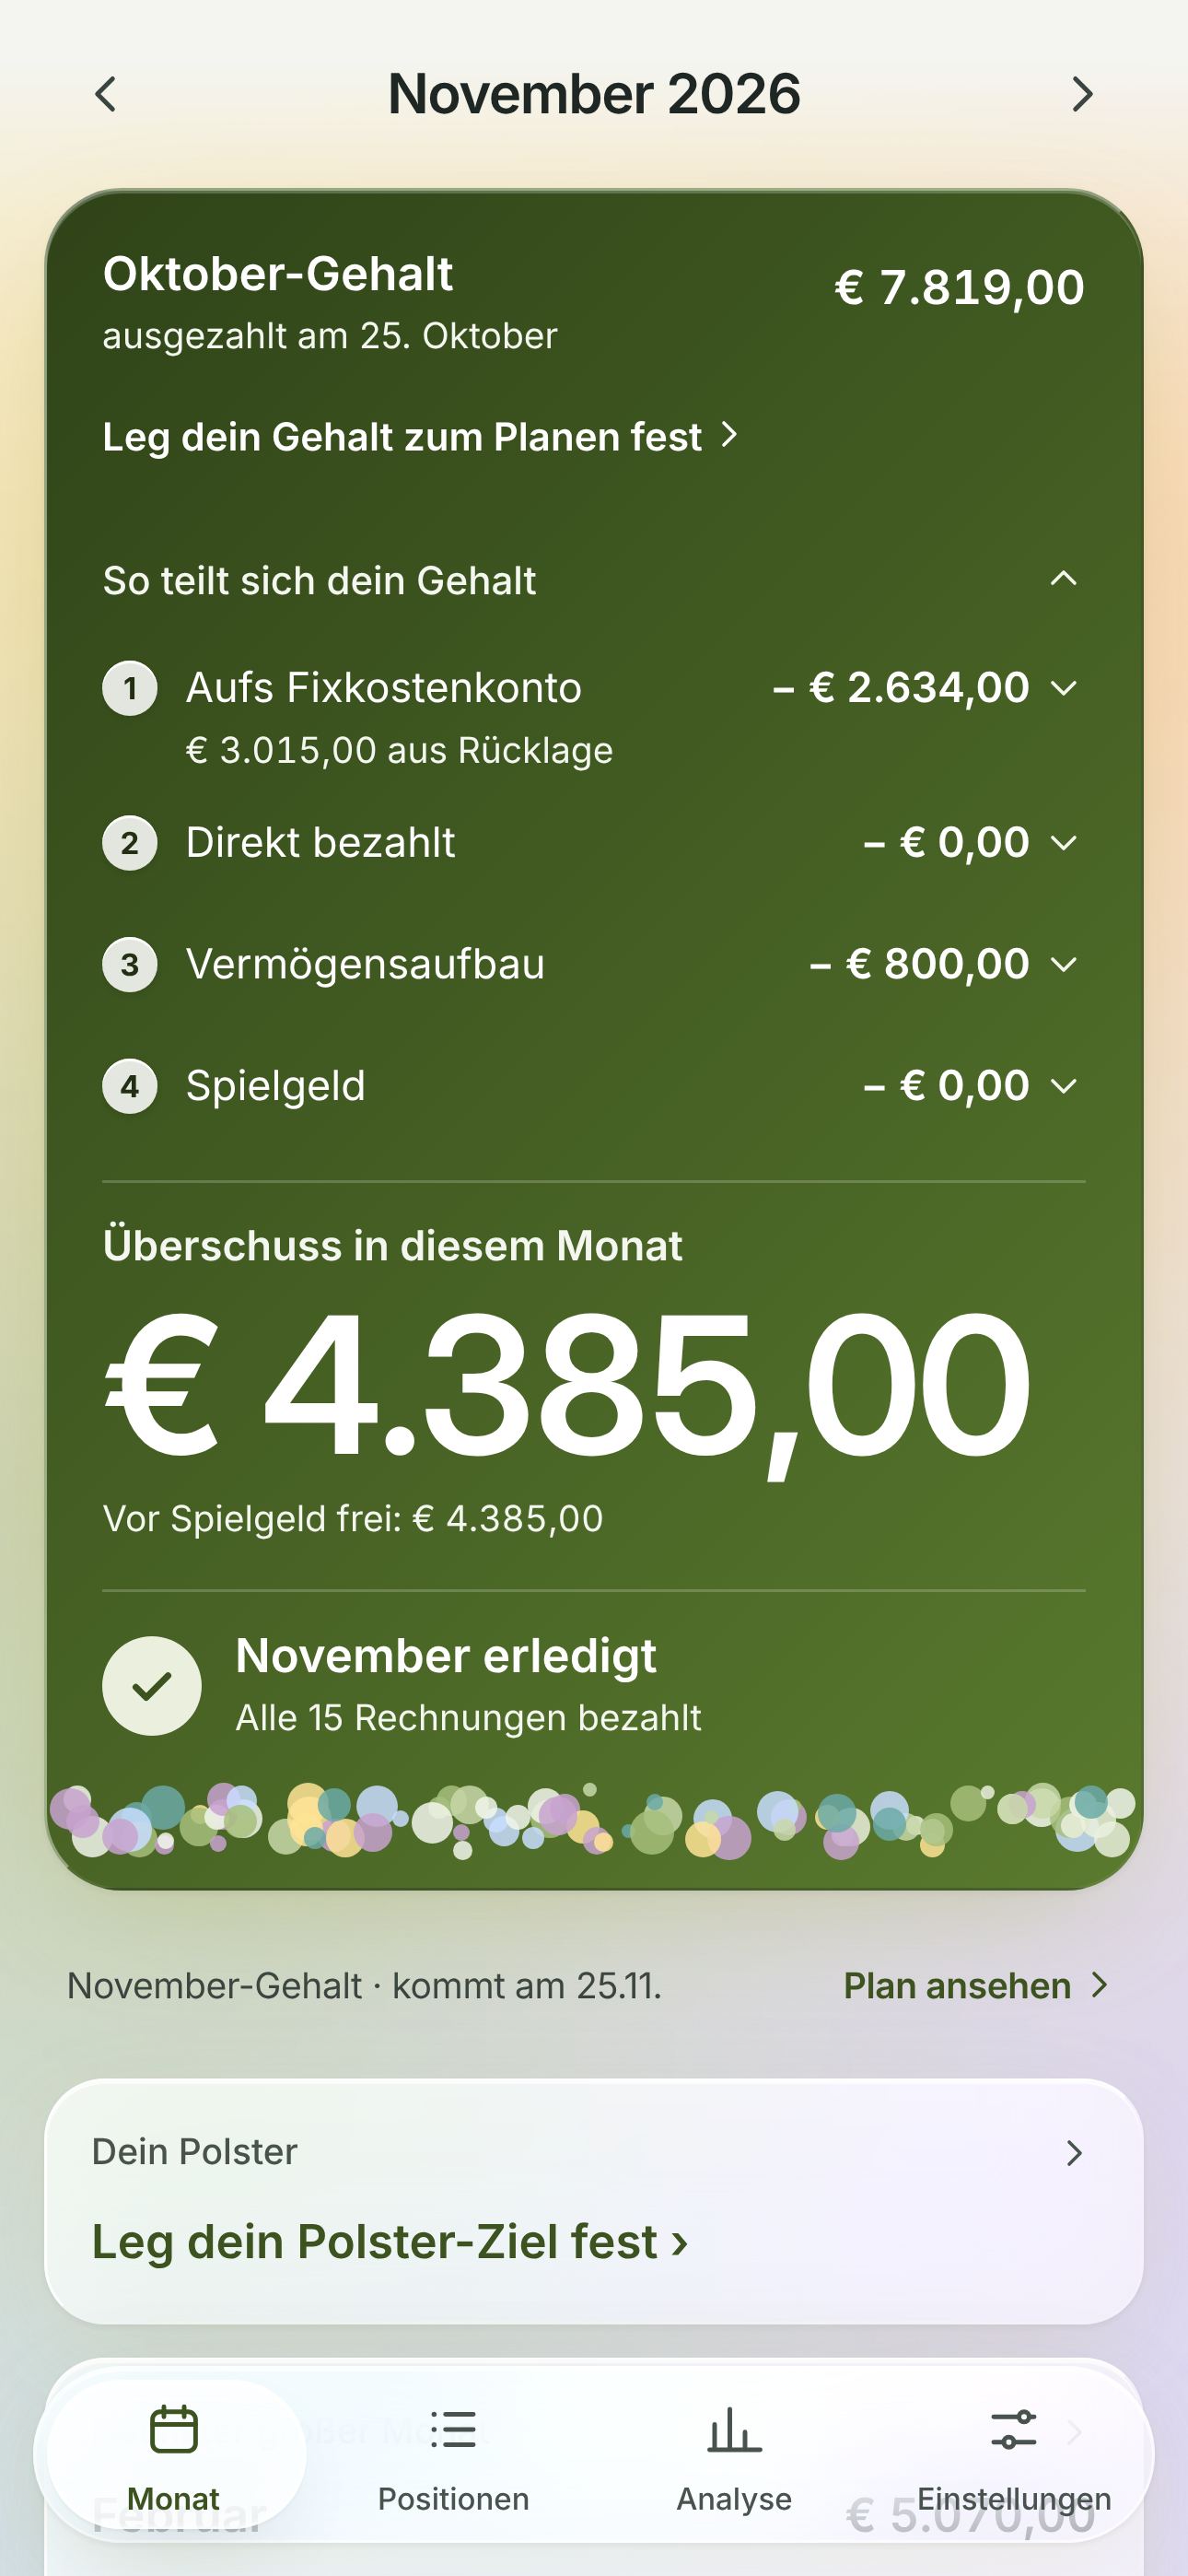 November 2026
Oktober-Gehalt
€ 7.819,00
ausgezahlt am 25. Oktober
Leg dein Gehalt zum Planen fest >
So teilt sich dein Gehalt
1 Aufs Fixkostenkonto – € 2.634,00
€ 3.015,00 aus Rücklage
2 Direkt bezahlt – € 0,00
3 Vermögensaufbau – € 800,00
4 Spielgeld – € 0,00
Überschuss in diesem Monat
€ 4.385,00
Vor Spielgeld frei: € 4.385,00
November erledigt
Alle 15 Rechnungen bezahlt
November-Gehalt · kommt am 25.11. Plan ansehen >
Dein Polster
Leg dein Polster-Ziel fest ›
Monat Positionen Analyse Einstellungen
Februar € 5.070,00